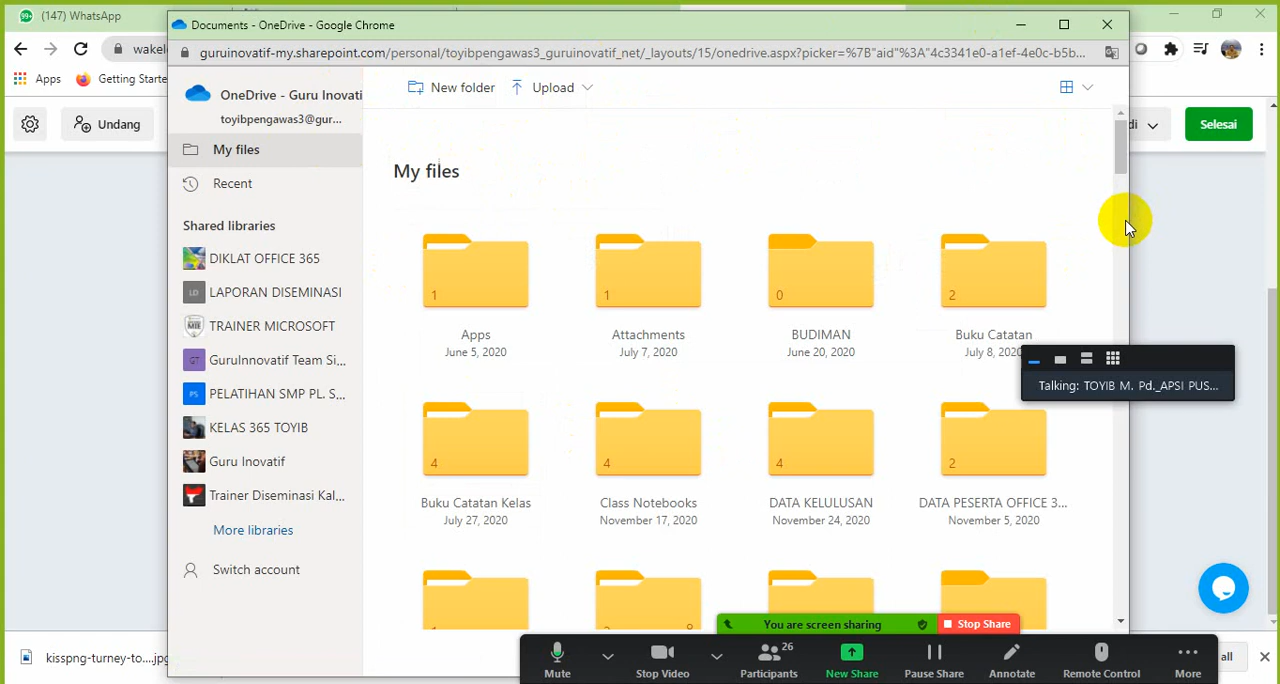 (147) WhatsApp
Documents - OneDrive - Google Chrome
wakel
guruinovatif-my.sharepoint.com/personal/toyibpengawas3_guruinovatif_net/_layouts/15/onedrive.aspx?picker=%7B"aid"%3A"4c3341e0-a1ef-4e0c-b5b...
Apps
Getting Starte
Undang
di
Selesai
OneDrive - Guru Inovati
toyibpengawas3@gur...
My files
Recent
Shared libraries
DIKLAT OFFICE 365
LD
LAPORAN DISEMINASI
TRAINER MICROSOFT
GT
GuruInnovatif Team Si...
PS
PELATIHAN SMP PL. S...
KELAS 365 TOYIB
Guru Inovatif
Trainer Diseminasi Kal...
More libraries
Switch account
New folder
Upload
My files
1
Apps
June 5, 2020
1
Attachments
July 7, 2020
0
BUDIMAN
June 20, 2020
2
Buku Catatan
July 8, 2020
4
Buku Catatan Kelas
July 27, 2020
4
Class Notebooks
November 17, 2020
4
DATA KELULUSAN
November 24, 2020
2
DATA PESERTA OFFICE 3...
November 5, 2020
Talking: TOYIB M. Pd._APSI PUS...
You are screen sharing
Stop Share
kisspng-turney-to....jpg
all
Mute
Stop Video
26
Participants
New Share
Pause Share
Annotate
Remote Control
More